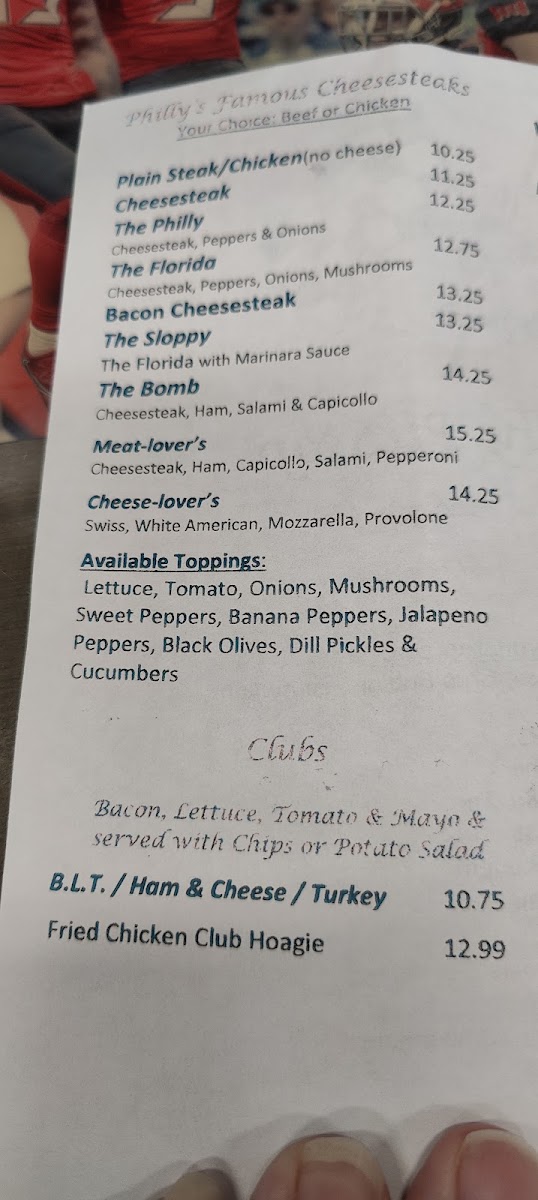 Philly's Famous Cheesesteaks
Your Choice: Beef or Chicken
Plain Steak/Chicken(no cheese) 10.25
Cheesesteak 11.25
The Philly 12.25
Cheesesteak, Peppers & Onions
The Florida 12.75
Cheesesteak, Peppers, Onions, Mushrooms
Bacon Cheesesteak 13.25
The Sloppy 13.25
The Florida with Marinara Sauce
The Bomb 14.25
Cheesesteak, Ham, Salami & Capicollo
Meat-lover's 15.25
Cheesesteak, Ham, Capicollo, Salami, Pepperoni
Cheese-lover's 14.25
Swiss, White American, Mozzarella, Provolone
Available Toppings:
Lettuce, Tomato, Onions, Mushrooms,
Sweet Peppers, Banana Peppers, Jalapeno
Peppers, Black Olives, Dill Pickles &
Cucumbers
Clubs
Bacon, Lettuce, Tomato & Mayo &
served with Chips or Potato Salad
B.L.T. / Ham & Cheese / Turkey 10.75
Fried Chicken Club Hoagie 12.99